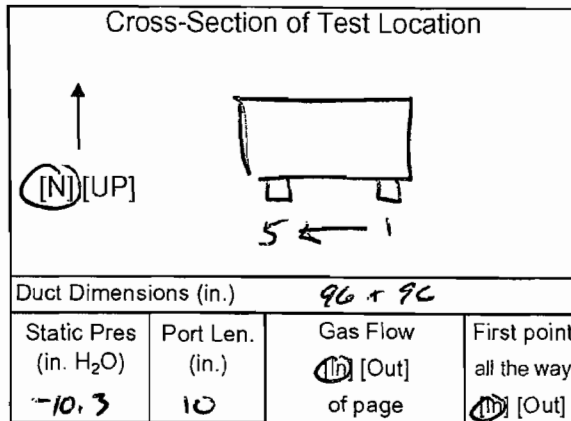 Cross-Section of Test Location
[N] [UP]
5 ← 1
Duct Dimensions (in.) 96 x 96
Static Pres (in. H₂O) -10.3
Port Len. (in.) 10
Gas Flow [In] [Out] of page
First point all the way [In] [Out]